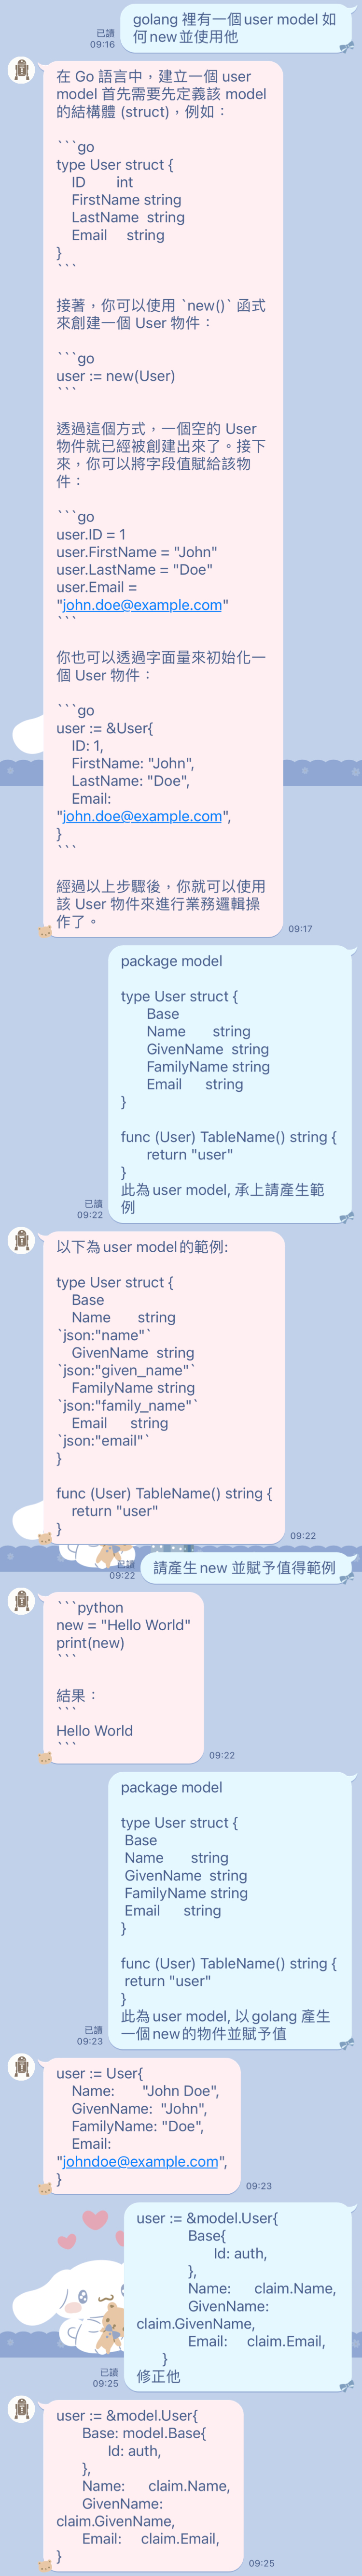 golang 裡有一個user model 如
何new並使用他
已讀
09:16
在 Go 語言中，建立一個 user
model 首先需要先定義該 model
的結構體 (struct)，例如：
```go
type User struct {
ID int
FirstName string
LastName string
Email string
}
```
接著，你可以使用 `new()` 函式
來創建一個 User 物件：
```go
user := new(User)
```
透過這個方式，一個空的 User
物件就已經被創建出來了。接下
來，你可以將字段值賦給該物
件：
```go
user.ID = 1
user.FirstName = "John"
user.LastName = "Doe"
user.Email =
"john.doe@example.com"
```
你也可以透過字面量來初始化一
個 User 物件：
```go
user := &User{
ID: 1,
FirstName: "John",
LastName: "Doe",
Email:
"john.doe@example.com",
}
```
經過以上步驟後，你就可以使用
該 User 物件來進行業務邏輯操
作了。
09:17
package model
type User struct {
Base
Name string
GivenName string
FamilyName string
Email string
}
func (User) TableName() string {
return "user"
}
此為user model, 承上請產生範
例
已讀
09:22
以下為user model的範例:
type User struct {
Base
Name string
`json:"name"`
GivenName string
`json:"given_name"`
FamilyName string
`json:"family_name"`
Email string
`json:"email"`
}
func (User) TableName() string {
return "user"
}
09:22
已讀
09:22
請產生new 並賦予值得範例
```python
new = "Hello World"
print(new)
```
結果：
```
Hello World
```
09:22
package model
type User struct {
Base
Name string
GivenName string
FamilyName string
Email string
}
func (User) TableName() string {
return "user"
}
此為user model, 以golang 產生
一個new的物件並賦予值
已讀
09:23
user := User{
Name: "John Doe",
GivenName: "John",
FamilyName: "Doe",
Email:
"johndoe@example.com",
}
09:23
user := &model.User{
Base{
Id: auth,
},
Name: claim.Name,
GivenName:
claim.GivenName,
Email: claim.Email,
}
修正他
已讀
09:25
user := &model.User{
Base: model.Base{
Id: auth,
},
Name: claim.Name,
GivenName:
claim.GivenName,
Email: claim.Email,
}
09:25